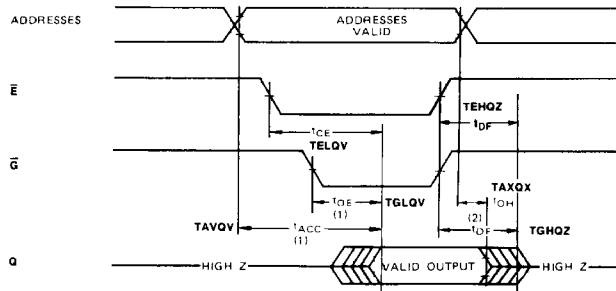 ADDRESSES
ADDRESSES
VALID
E
TEHQZ
tDF
tCE
TELQV
G
TAXQX
tOE
(1)
TGLQV
(2)
tOH
TAVQV
tACC
(1)
tDF
TGHQZ
Q
HIGH Z
VALID OUTPUT
HIGH Z